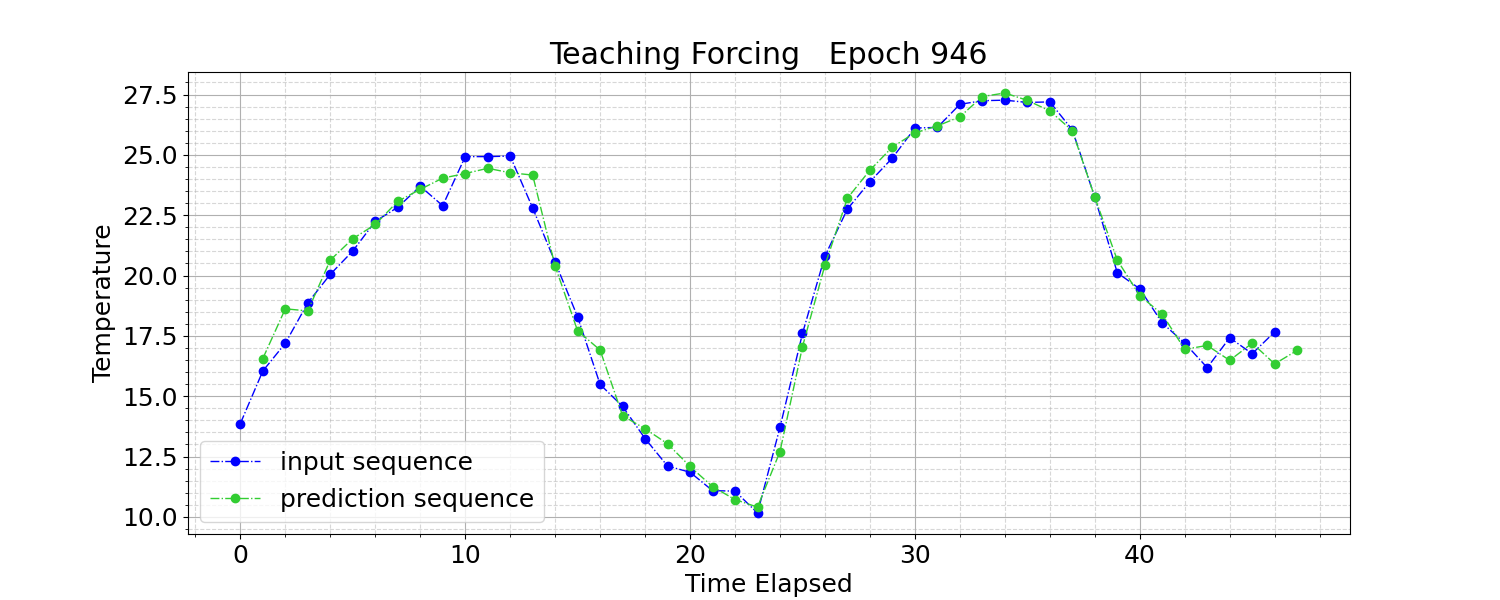 Teaching Forcing   Epoch 946
27.5
25.0
22.5
20.0
17.5
15.0
12.5
10.0
Temperature
input sequence
prediction sequence
0 10 20 30 40
Time Elapsed